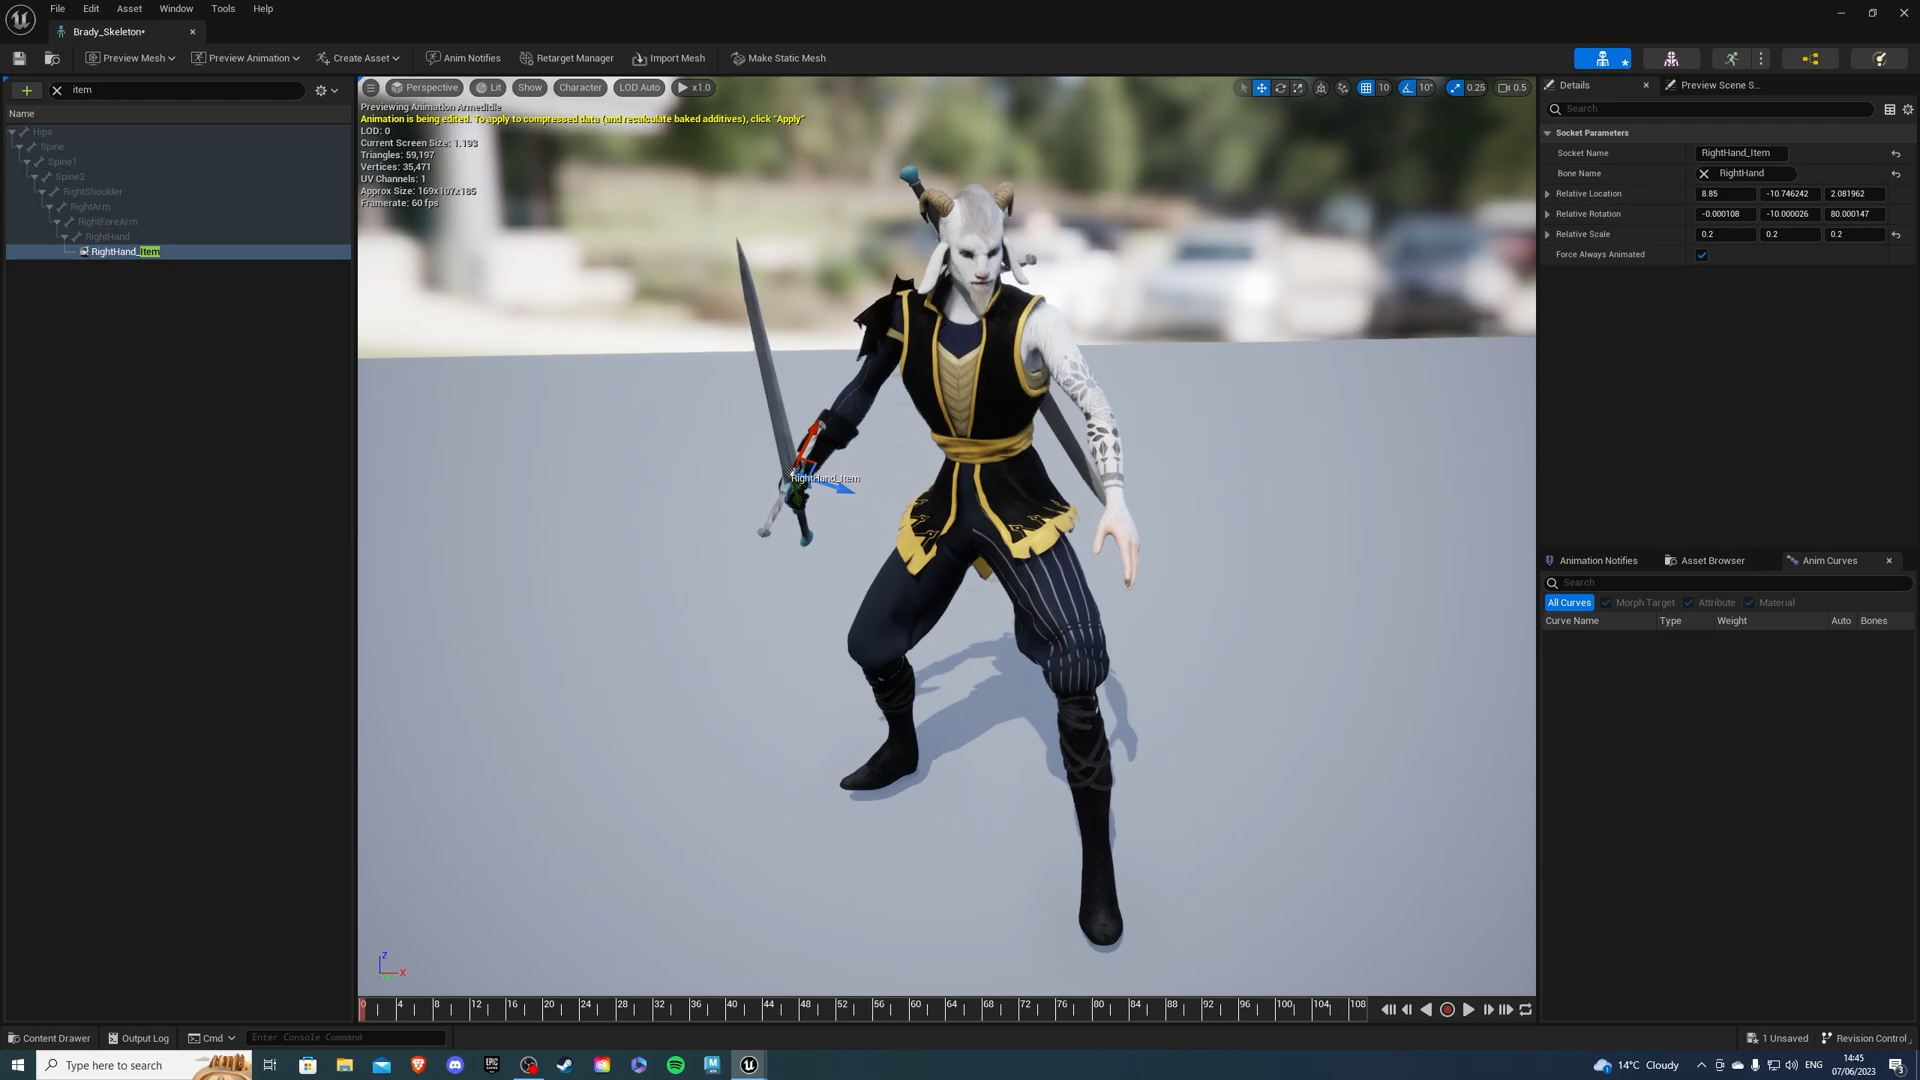 File Edit Asset Window Tools Help
Brady_Skeleton•
Preview Mesh Preview Animation Create Asset Anim Notifies Retarget Manager Import Mesh Make Static Mesh
item
Name
Hips
Spine
Spine1
Spine2
RightShoulder
RightArm
RightForeArm
RightHand
RightHand_Item
Perspective Lit Show Character LOD Auto x1.0
10 10° 0.25 0.5
Previewing Animation ArmedIdle
Animation is being edited. To apply to compressed data (and recalculate baked additives), click "Apply"
LOD: 0
Current Screen Size: 1.193
Triangles: 59,197
Vertices: 35,471
UV Channels: 1
Approx Size: 169x107x185
Framerate: 60 fps
RightHand_Item
Z
X
0 4 8 12 16 20 24 28 32 36 40 44 48 52 56 60 64 68 72 76 80 84 88 92 96 100 104 108
Details Preview Scene S...
Search
Socket Parameters
Socket Name RightHand_Item
Bone Name RightHand
Relative Location 8.85 -10.746242 2.081962
Relative Rotation -0.000108 -10.000026 80.000147
Relative Scale 0.2 0.2 0.2
Force Always Animated
Animation Notifies Asset Browser Anim Curves
Search
All Curves Morph Target Attribute Material
Curve Name Type Weight Auto Bones
Content Drawer Output Log Cmd Enter Console Command
1 Unsaved Revision Control
Type here to search
EPIC
14°C Cloudy ENG
14:45
07/06/2023
3